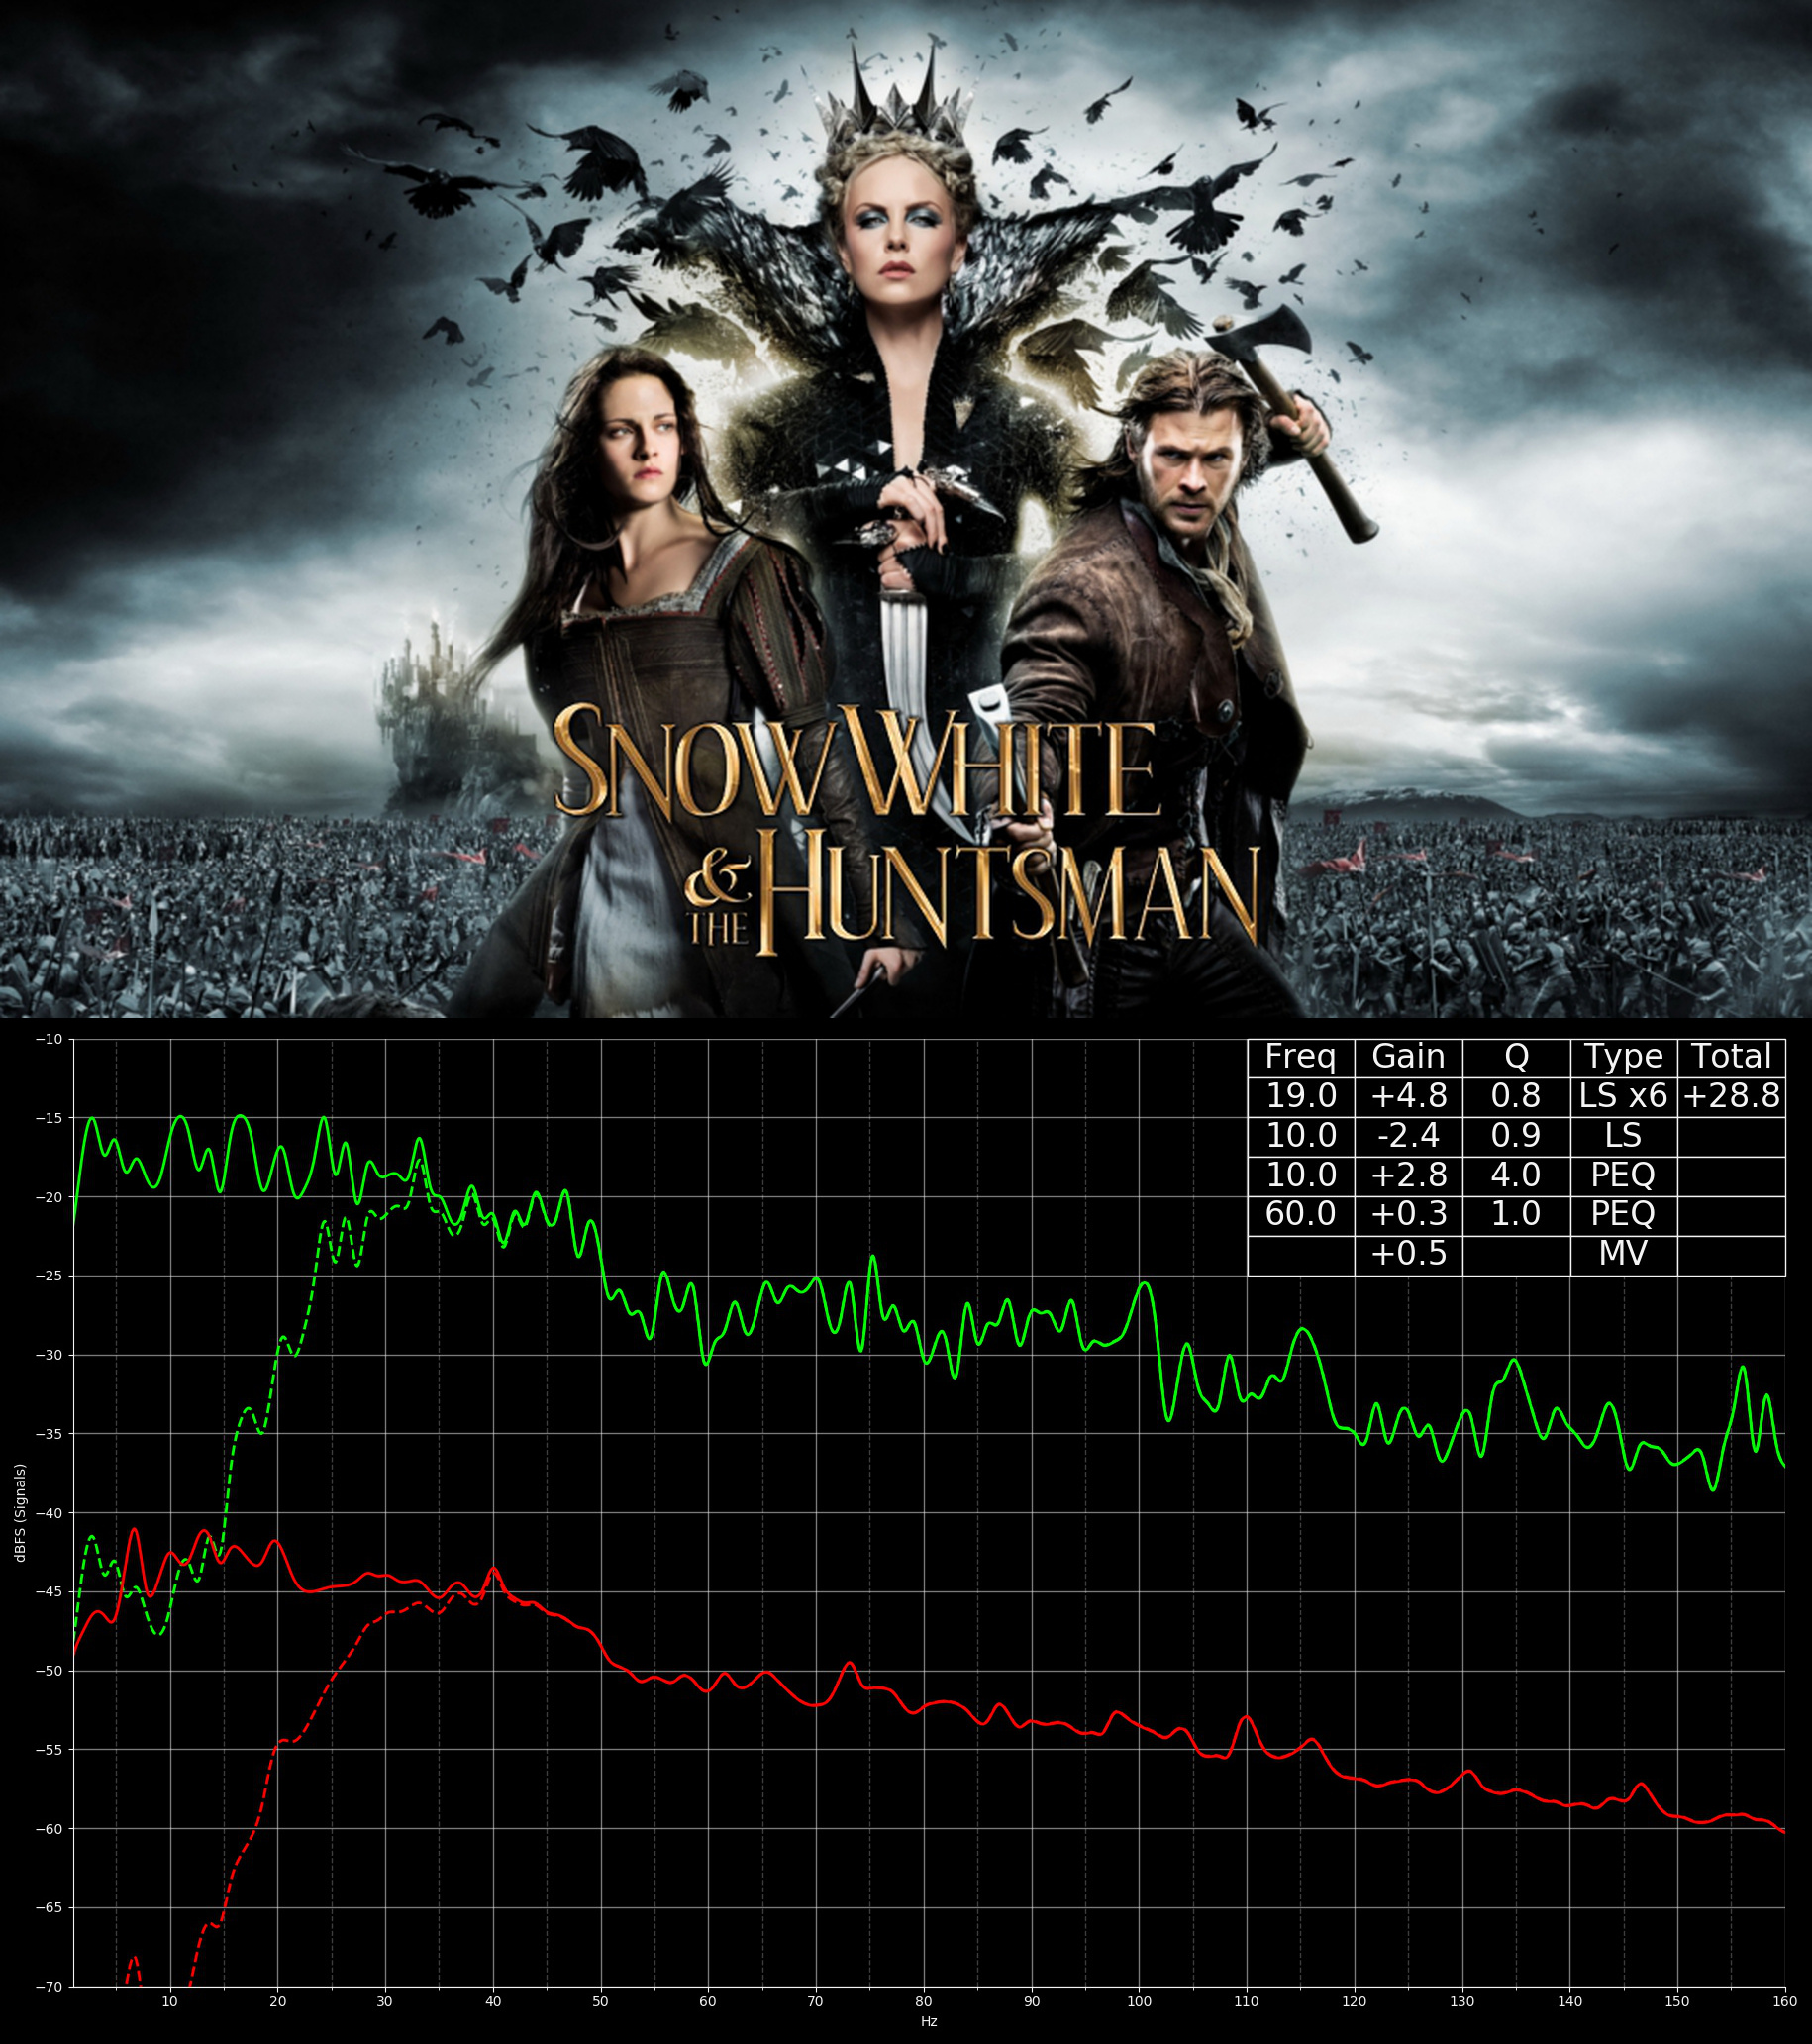 SNOW WHITE
& THE HUNTSMAN
Freq Gain Q Type Total
19.0 +4.8 0.8 LS x6 +28.8
10.0 -2.4 0.9 LS
10.0 +2.8 4.0 PEQ
60.0 +0.3 1.0 PEQ
+0.5 MV
−10
−15
−20
−25
−30
−35
−40
−45
−50
−55
−60
−65
−70
dBFS (Signals)
10 20 30 40 50 60 70 80 90 100 110 120 130 140 150 160
Hz